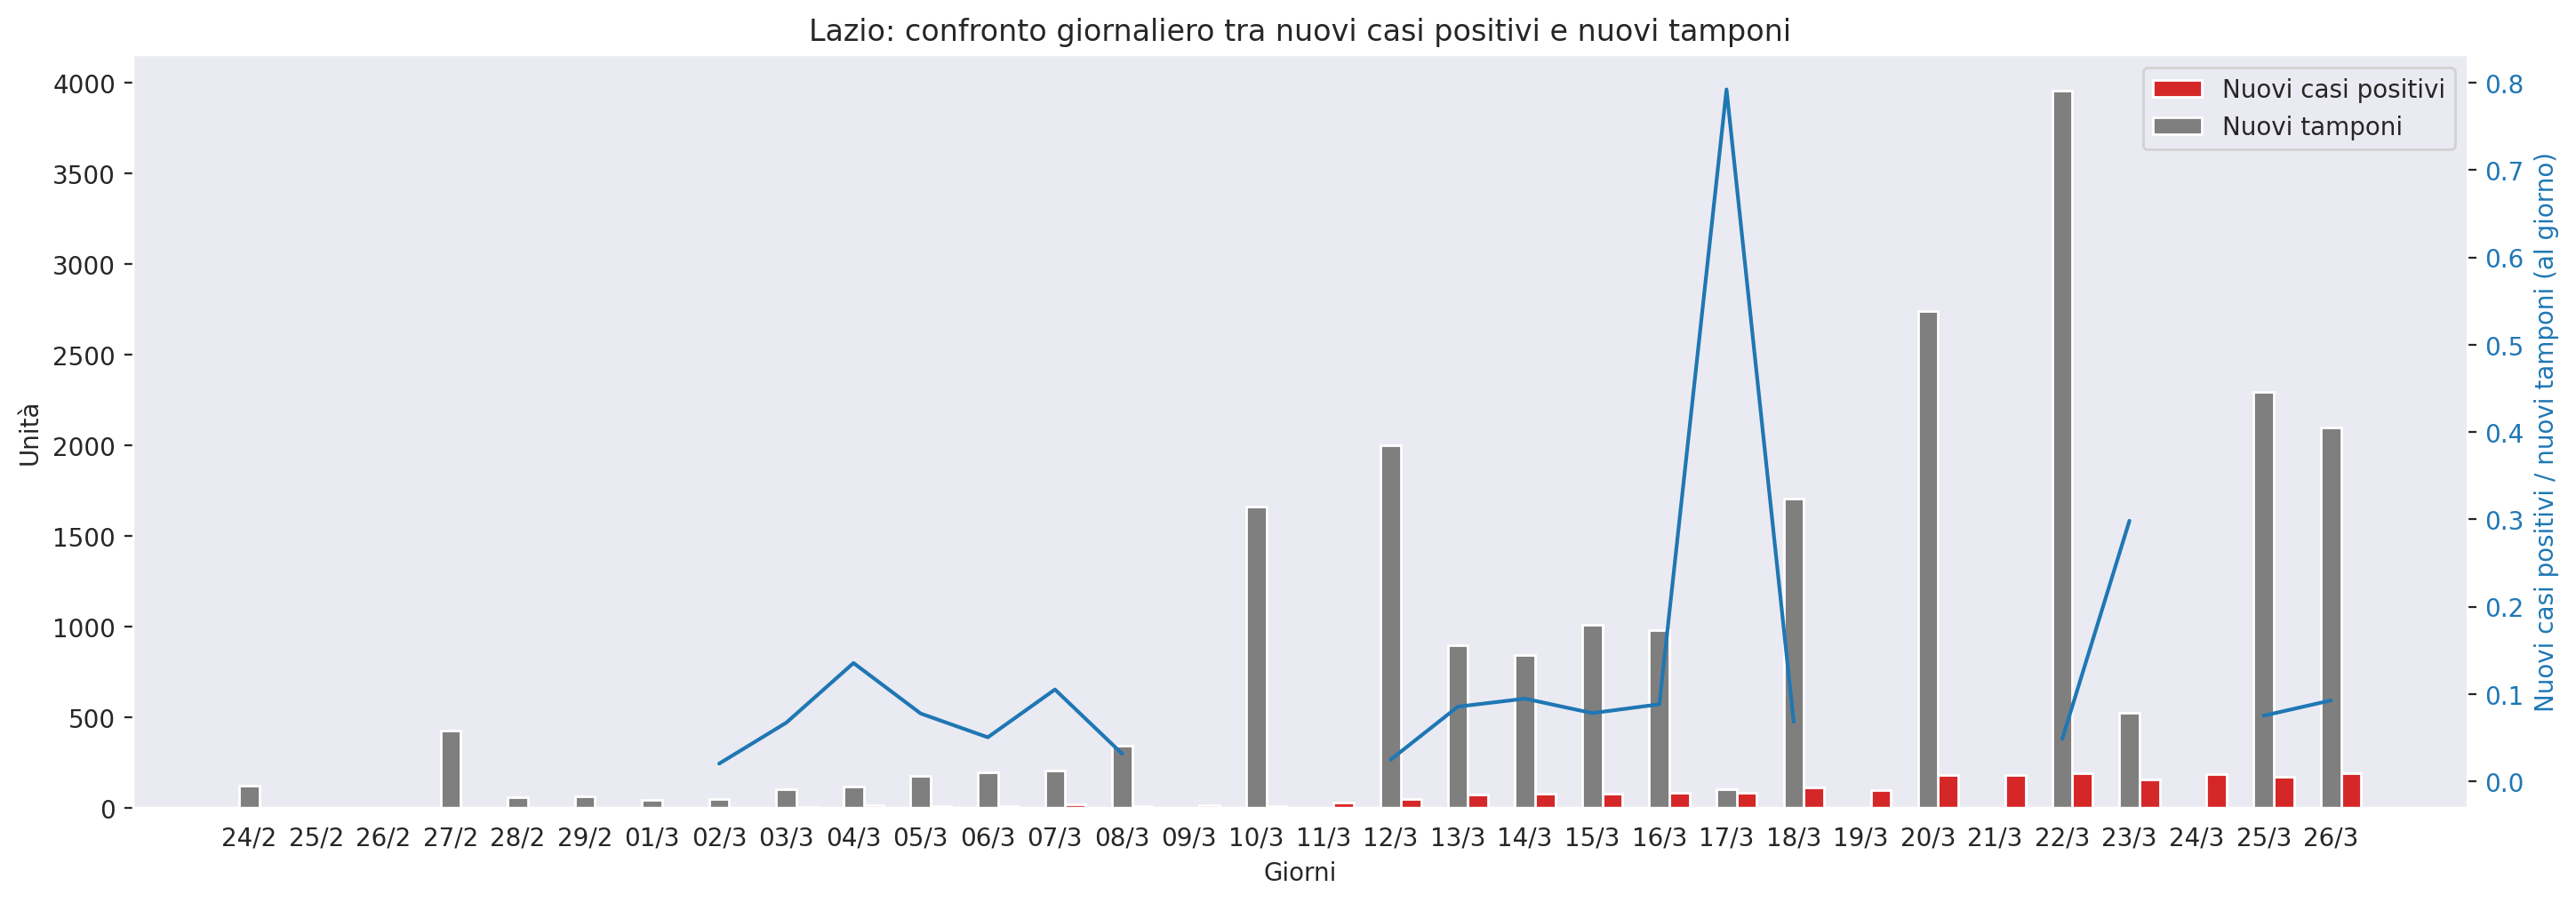 Lazio: confronto giornaliero tra nuovi casi positivi e nuovi tamponi
4000
3500
3000
2500
2000
1500
1000
500
0
Unità
Nuovi casi positivi
Nuovi tamponi
0.8
0.7
0.6
0.5
0.4
0.3
0.2
0.1
0.0
Nuovi casi positivi / nuovi tamponi (al giorno)
24/2 25/2 26/2 27/2 28/2 29/2 01/3 02/3 03/3 04/3 05/3 06/3 07/3 08/3 09/3 10/3 11/3 12/3 13/3 14/3 15/3 16/3 17/3 18/3 19/3 20/3 21/3 22/3 23/3 24/3 25/3 26/3
Giorni